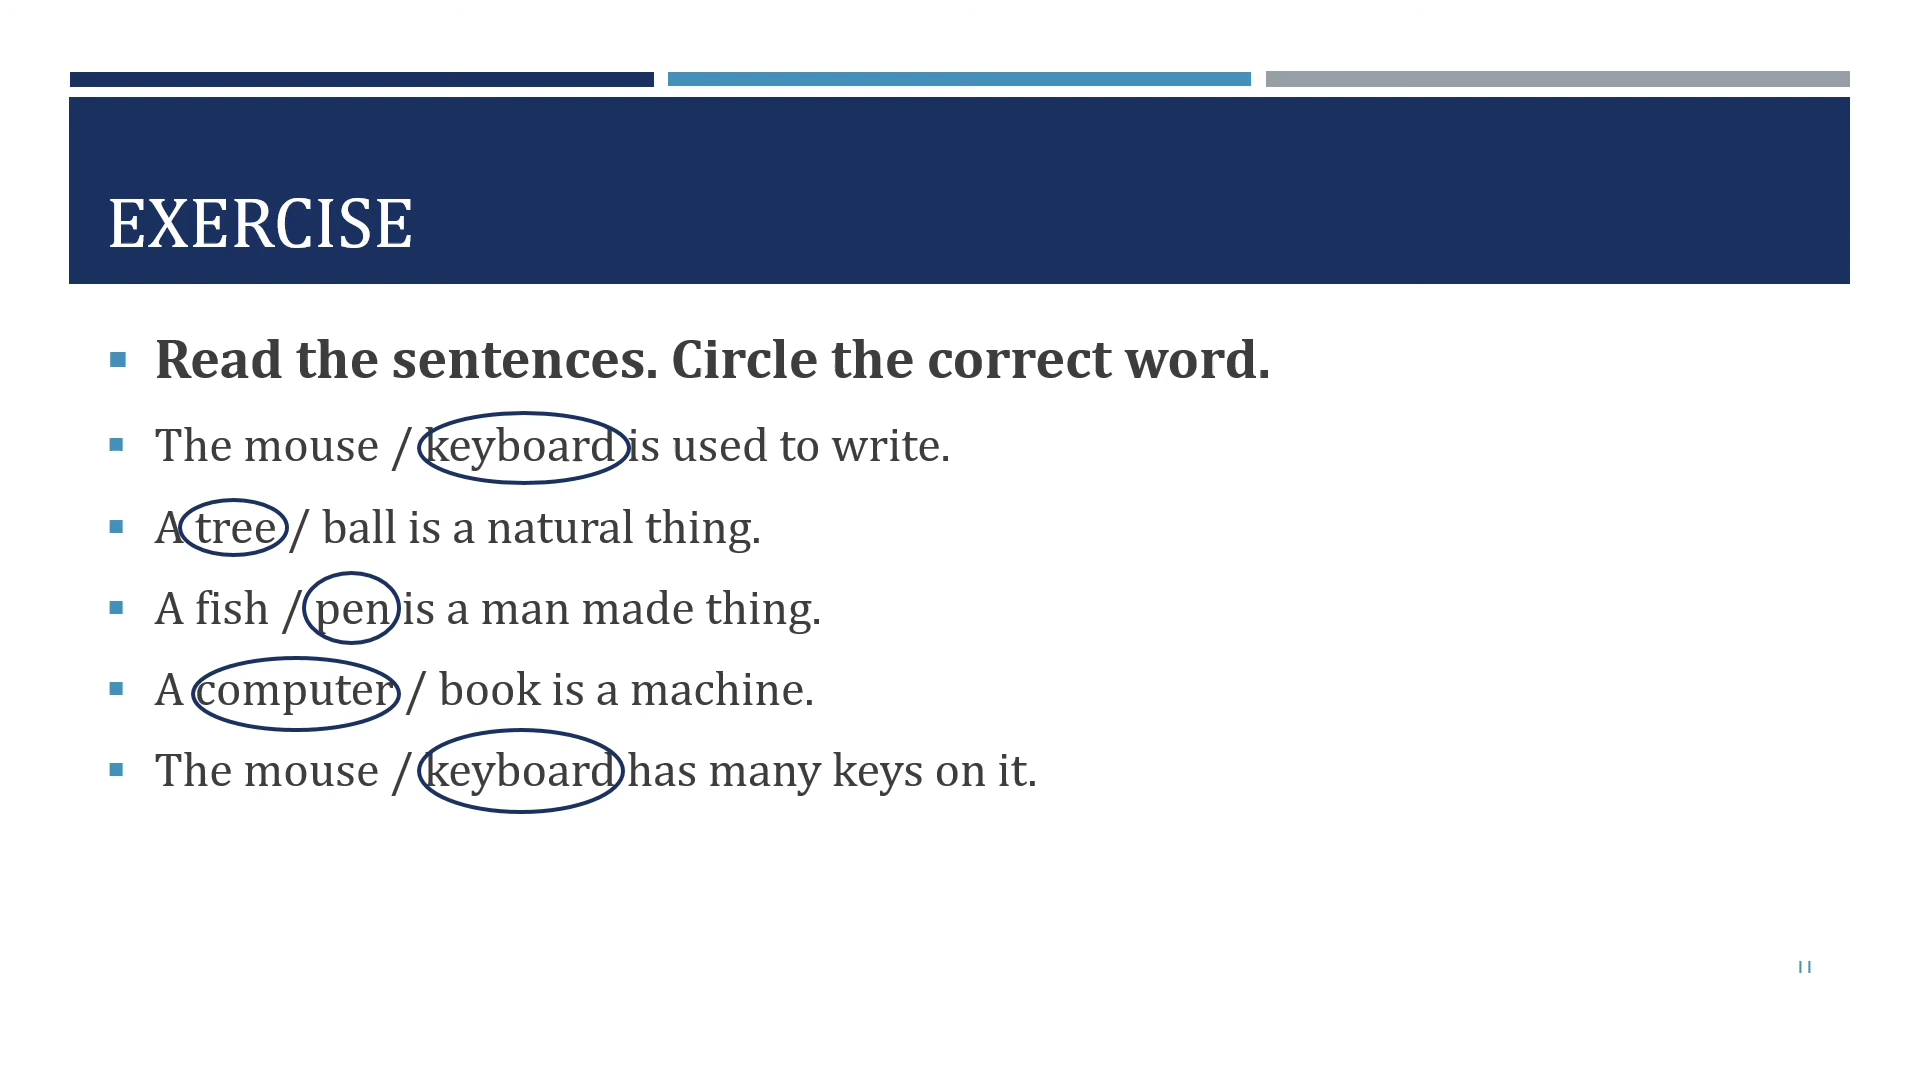 EXERCISE
Read the sentences. Circle the correct word.
The mouse / keyboard is used to write.
A tree / ball is a natural thing.
A fish / pen is a man made thing.
A computer / book is a machine.
The mouse / keyboard has many keys on it.
11